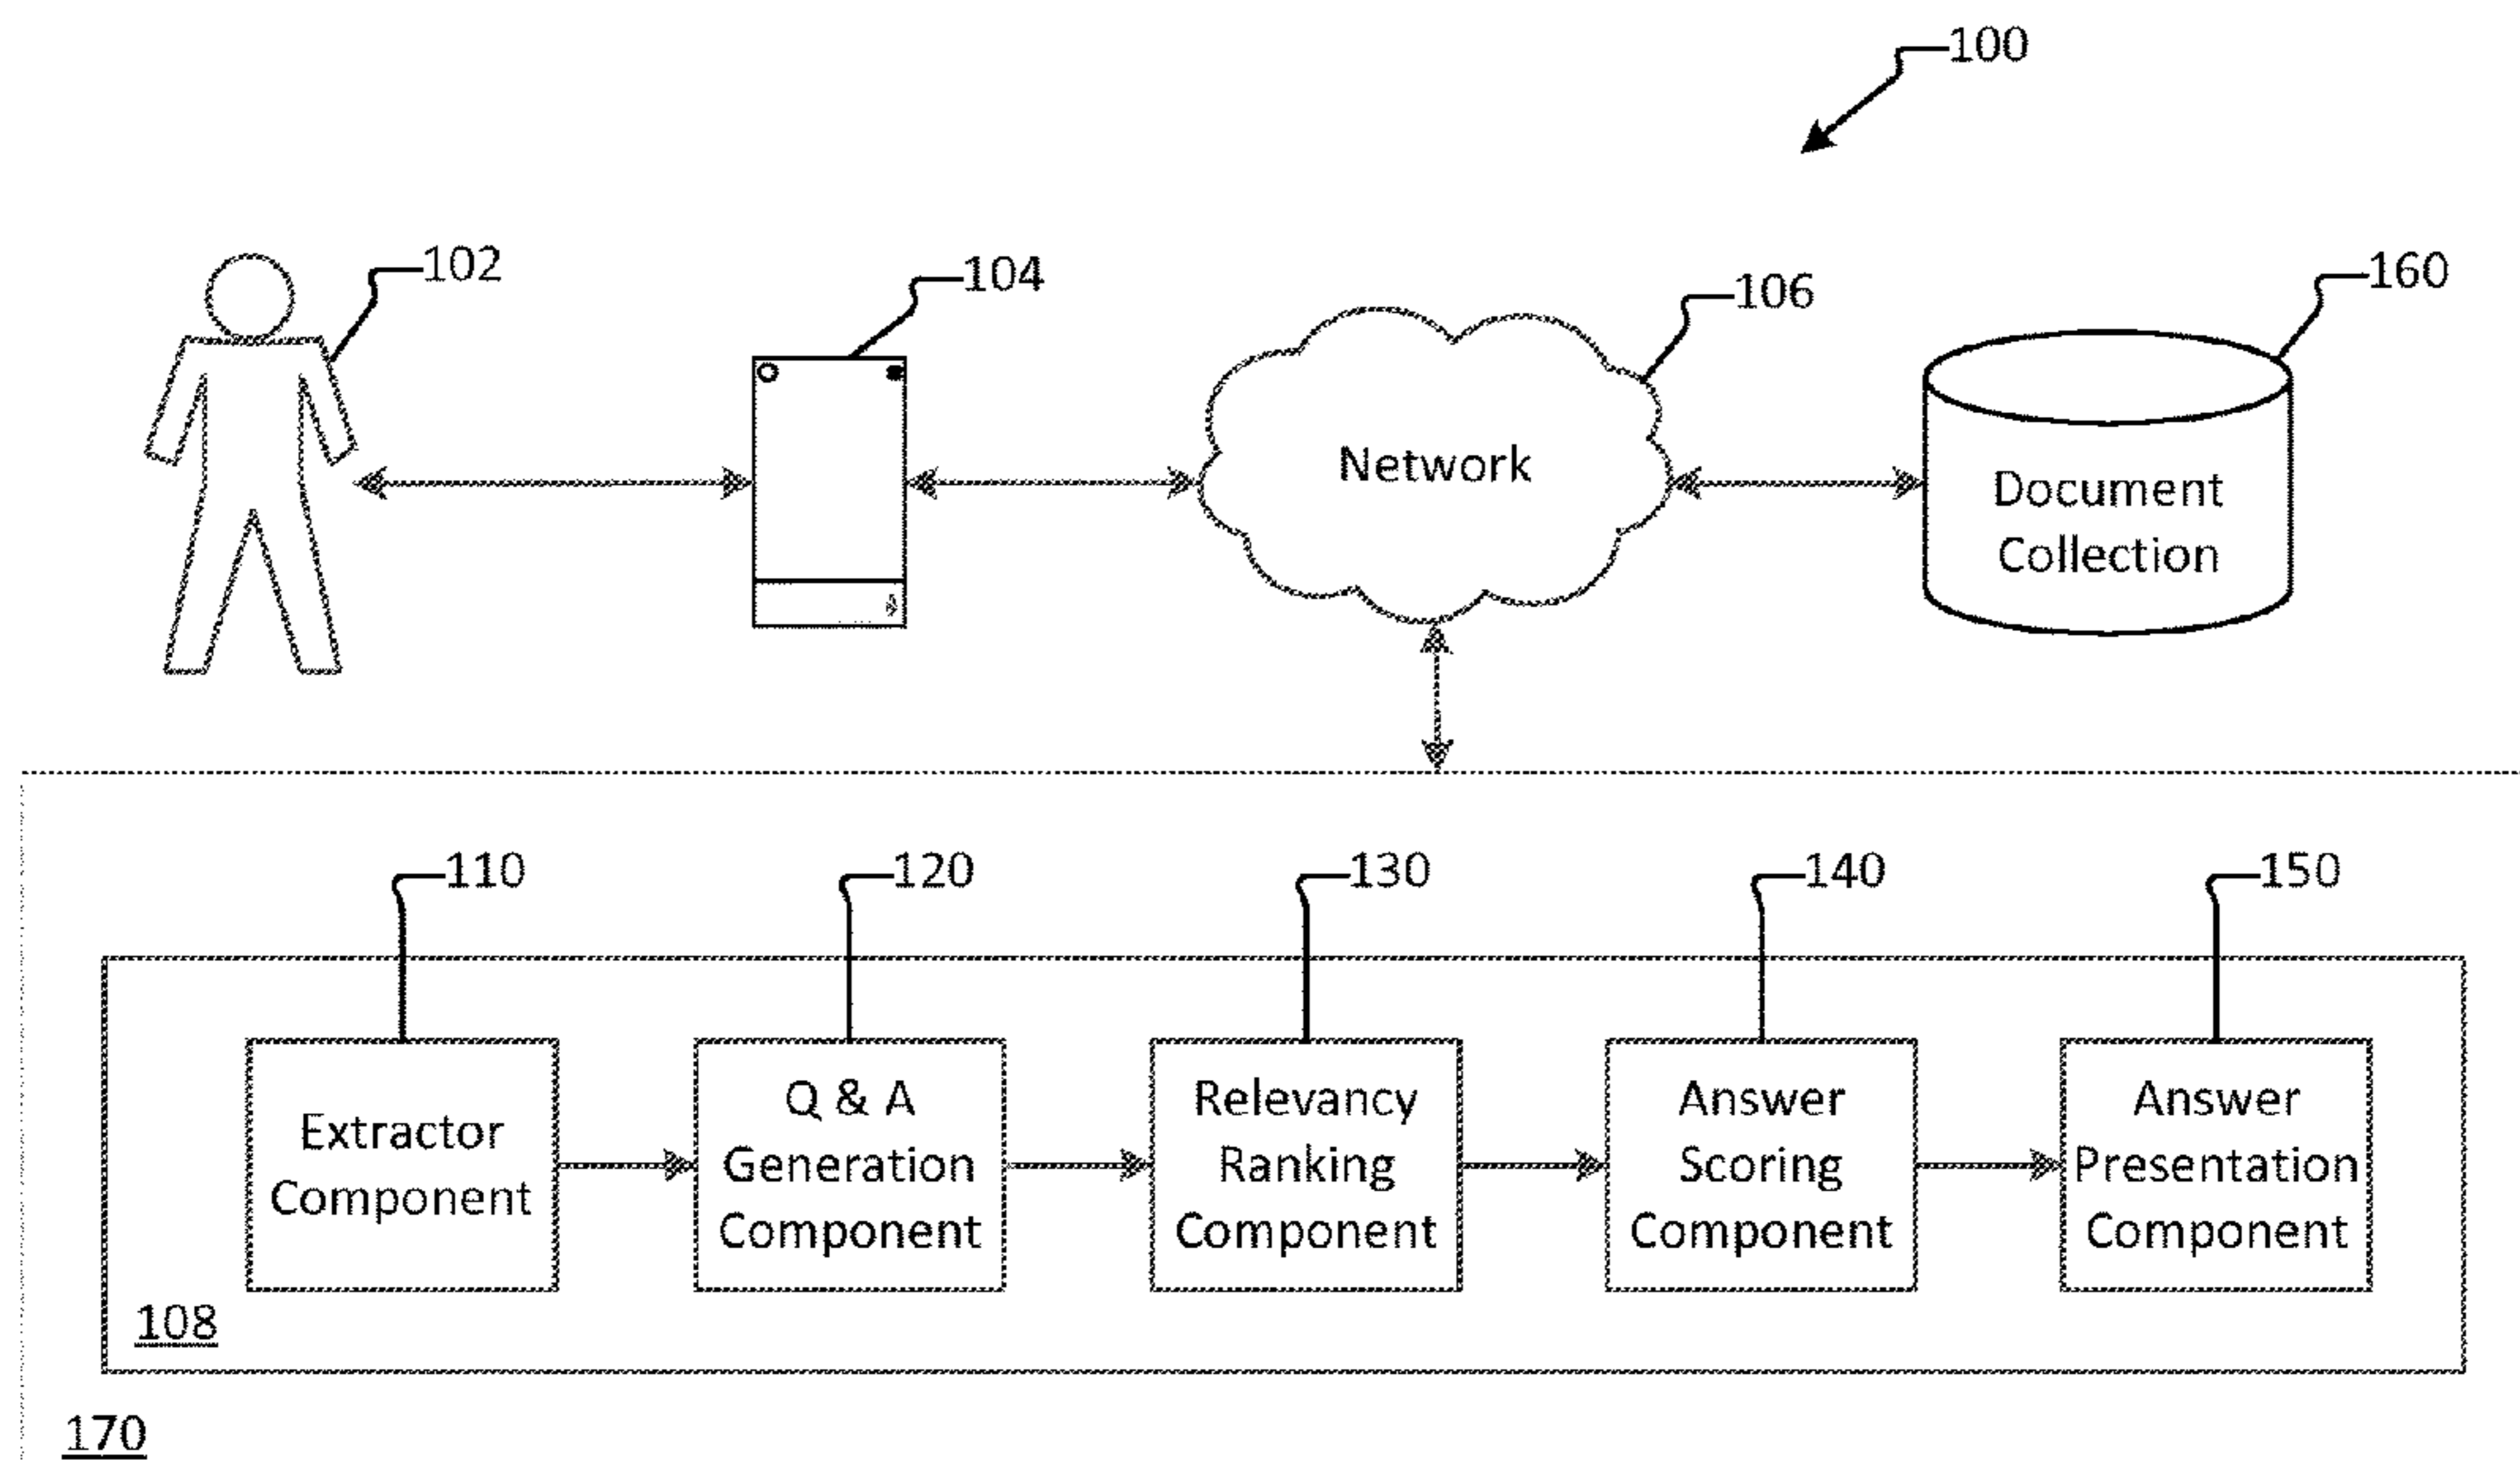 100
102
104
106
160
Network
Document
Collection
110
120
130
140
150
Extractor
Component
Q & A
Generation
Component
Relevancy
Ranking
Component
Answer
Scoring
Component
Answer
Presentation
Component
108
170